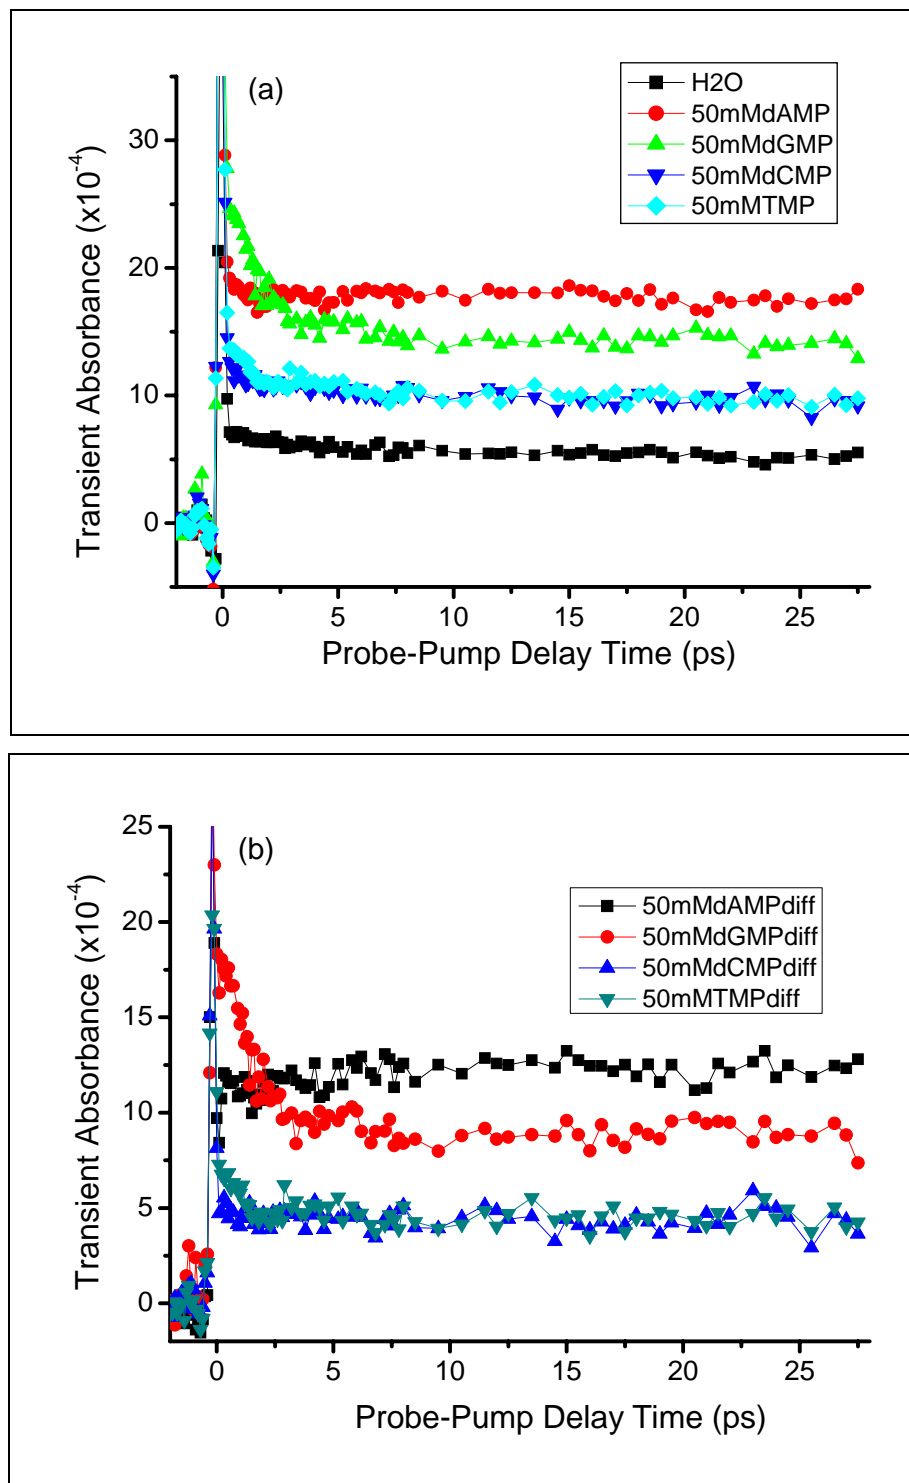 (a)
H2O
50mMdAMP
50mMdGMP
50mMdCMP
50mMTMP
30
20
10
0
Transient Absorbance (x10⁻⁴)
0 5 10 15 20 25
Probe-Pump Delay Time (ps)
(b)
50mMdAMPdiff
50mMdGMPdiff
50mMdCMPdiff
50mMTMPdiff
25
20
15
10
5
0
Transient Absorbance (x10⁻⁴)
0 5 10 15 20 25
Probe-Pump Delay Time (ps)